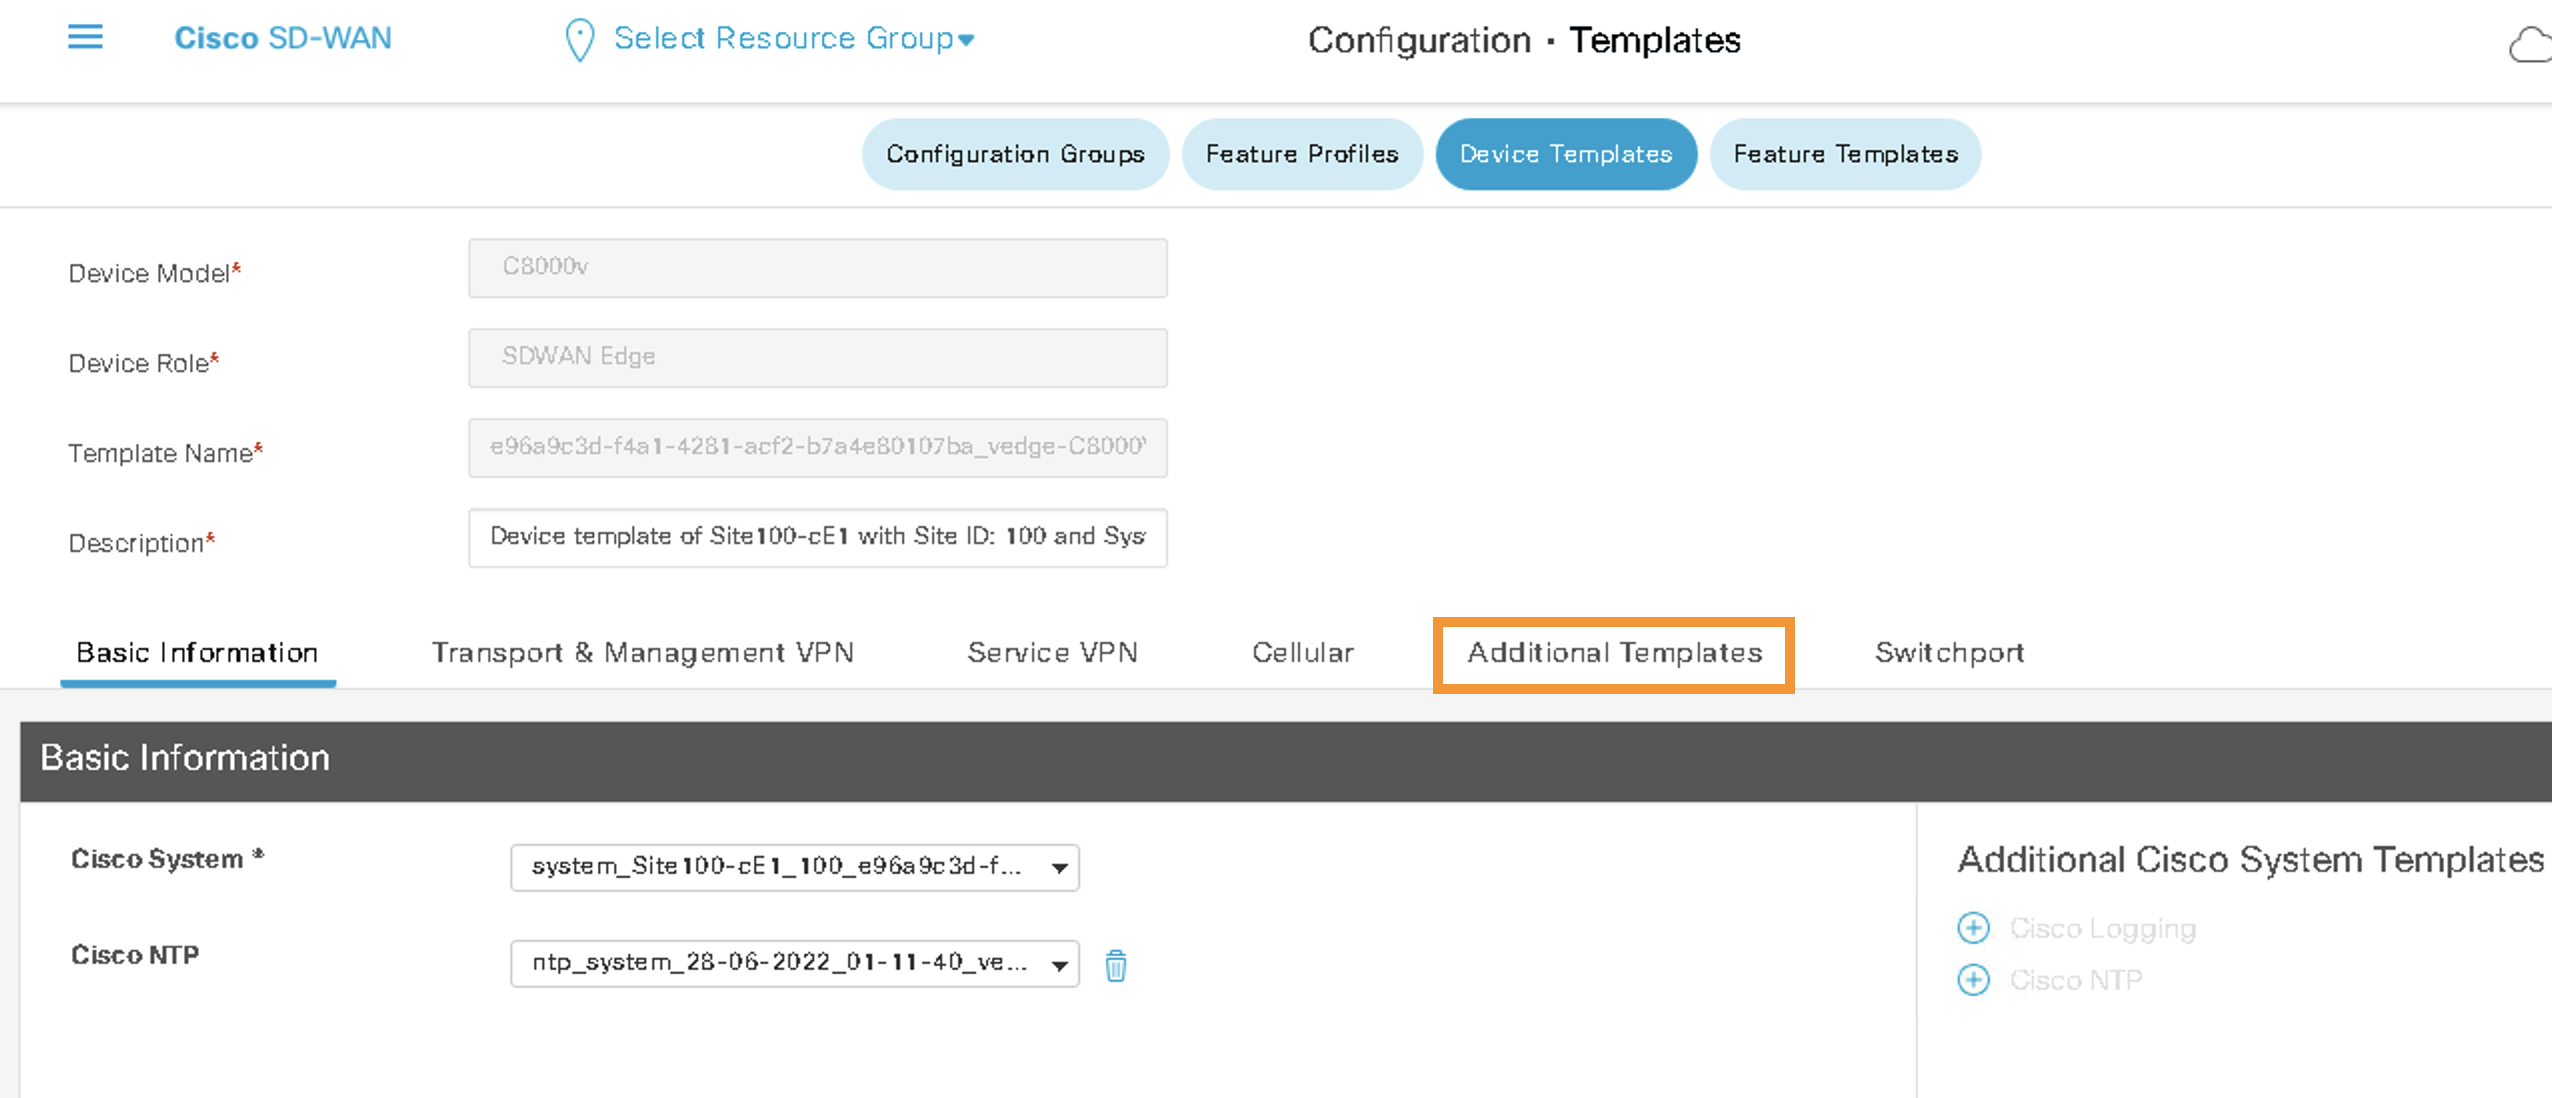 Cisco SD-WAN
Select Resource Group
Configuration · Templates
Configuration Groups
Feature Profiles
Device Templates
Feature Templates
Device Model*
C8000v
Device Role*
SDWAN Edge
Template Name*
e96a9c3d-f4a1-4281-acf2-b7a4e80107ba_vedge-C8000
Description*
Device template of Site100-cE1 with Site ID: 100 and Sys
Basic Information
Transport & Management VPN
Service VPN
Cellular
Additional Templates
Switchport
Basic Information
Cisco System *
system_Site100-cE1_100_e96a9c3d-f...
Cisco NTP
ntp_system_28-06-2022_01-11-40_ve...
Additional Cisco System Templates
Cisco Logging
Cisco NTP